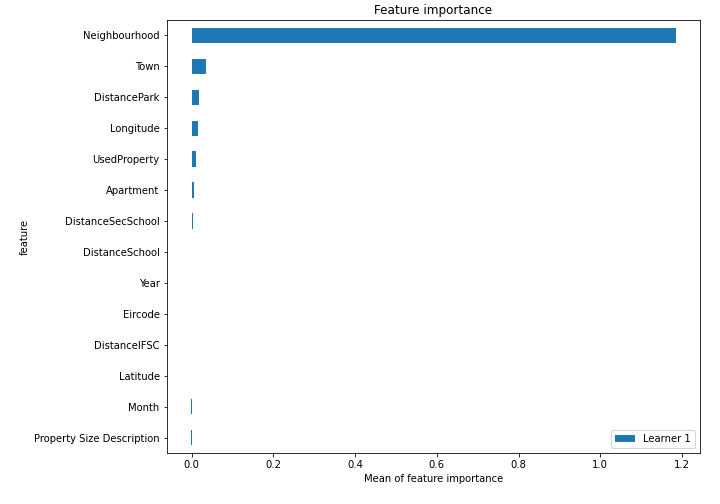 Feature importance
Neighbourhood
Town
DistancePark
Longitude
UsedProperty
Apartment
DistanceSecSchool
DistanceSchool
Year
Eircode
DistanceIFSC
Latitude
Month
Property Size Description
feature
Learner 1
0.0 0.2 0.4 0.6 0.8 1.0 1.2
Mean of feature importance